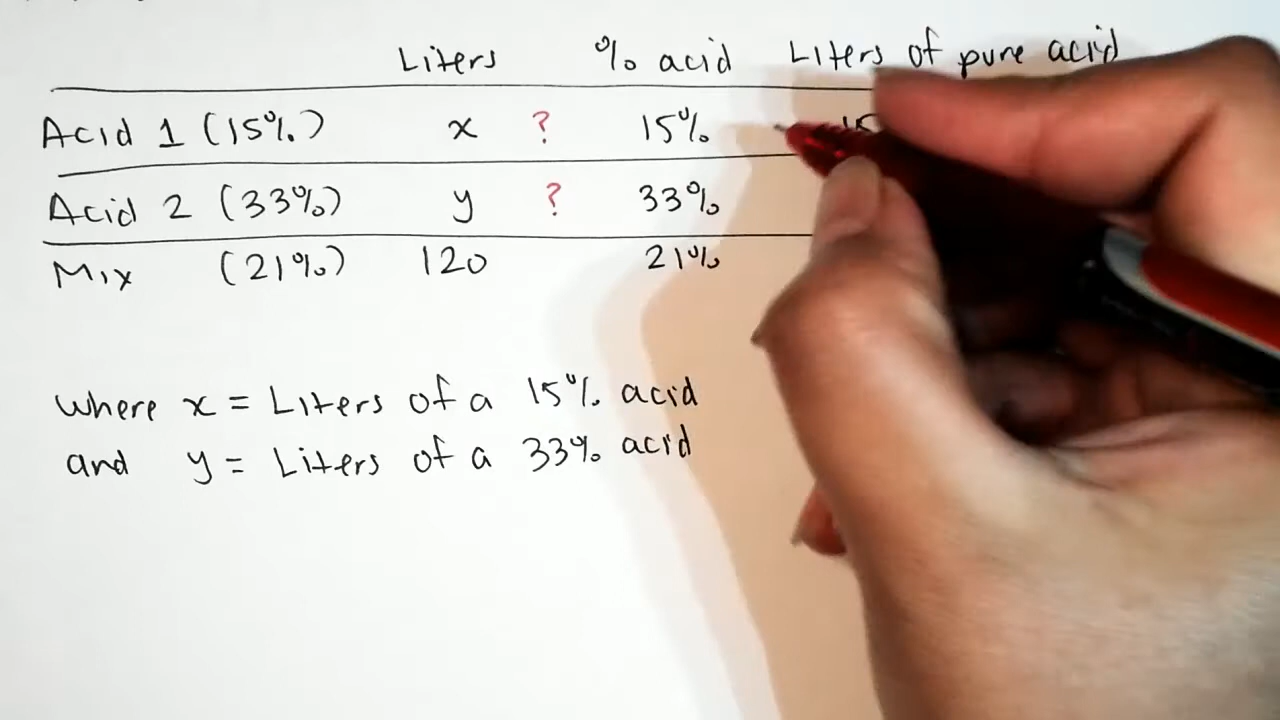 Liters % acid Liters of pure acid
Acid 1 (15%) x ? 15% 15
Acid 2 (33%) y ? 33%
Mix (21%) 120 21%
where x = Liters of a 15% acid
and y = Liters of a 33% acid